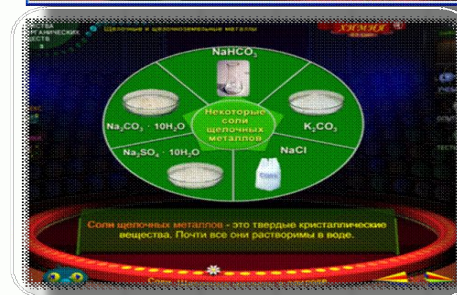 Щелочные и щелочноземельные металлы
ХИМИЯ
NaHCO₃
Na₂CO₃ · 10H₂O
Некоторые
соли
щелочных
металлов
K₂CO₃
Na₂SO₄ · 10H₂O
NaCl
Соли щелочных металлов - это твердые кристаллические
вещества. Почти все они растворимы в воде.